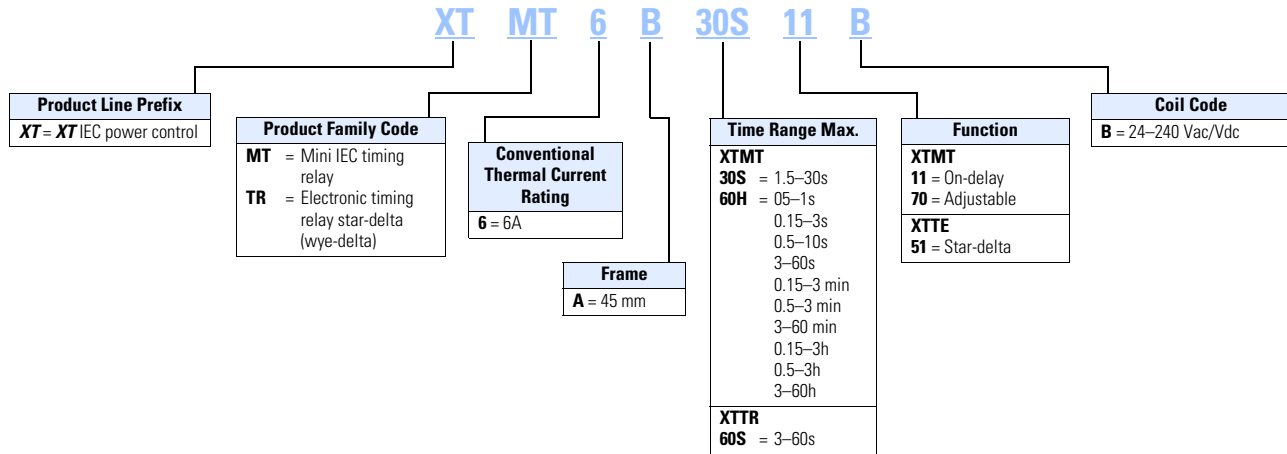 XT MT 6 B 30S 11 B
Product Line Prefix
XT = XT IEC power control
Product Family Code
MT = Mini IEC timing
relay
TR = Electronic timing
relay star-delta
(wye-delta)
Conventional
Thermal Current
Rating
6 = 6A
Frame
A = 45 mm
Time Range Max.
XTMT
30S = 1.5–30s
60H = 05–1s
0.15–3s
0.5–10s
3–60s
0.15–3 min
0.5–3 min
3–60 min
0.15–3h
0.5–3h
3–60h
XTTR
60S = 3–60s
Function
XTMT
11 = On-delay
70 = Adjustable
XTTE
51 = Star-delta
Coil Code
B = 24–240 Vac/Vdc